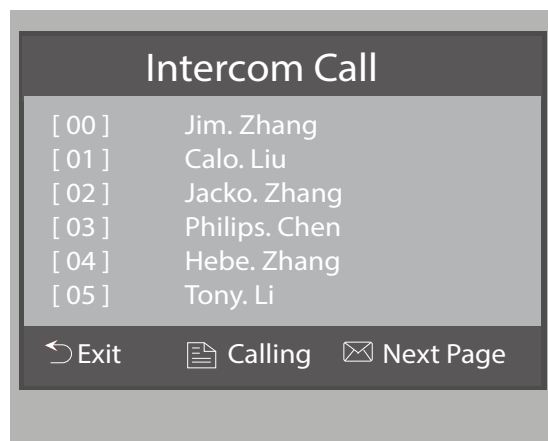 Intercom Call
[ 00 ] Jim. Zhang
[ 01 ] Calo. Liu
[ 02 ] Jacko. Zhang
[ 03 ] Philips. Chen
[ 04 ] Hebe. Zhang
[ 05 ] Tony. Li
Exit Calling Next Page